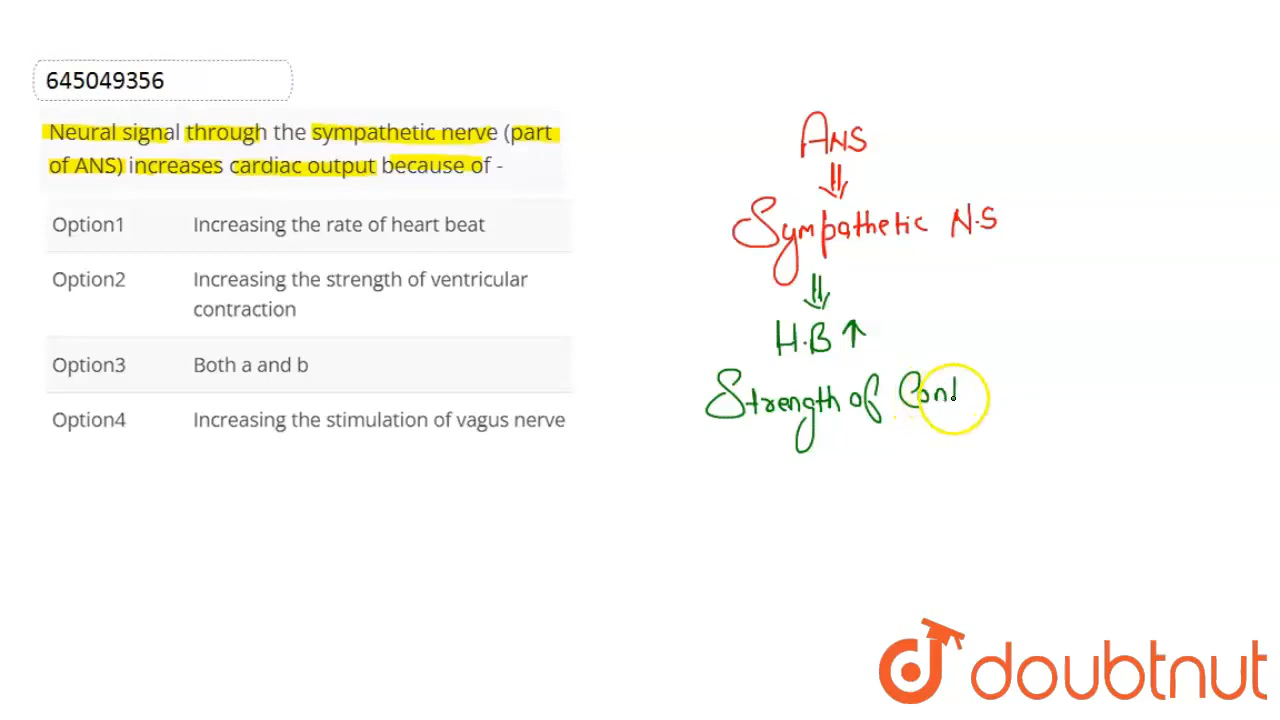 645049356
Neural signal through the sympathetic nerve (part
of ANS) increases cardiac output because of -
Option1 Increasing the rate of heart beat
Option2 Increasing the strength of ventricular
contraction
Option3 Both a and b
Option4 Increasing the stimulation of vagus nerve
ANS
Sympathetic N.S
H.B ↑
Strength of Cont
doubtnut